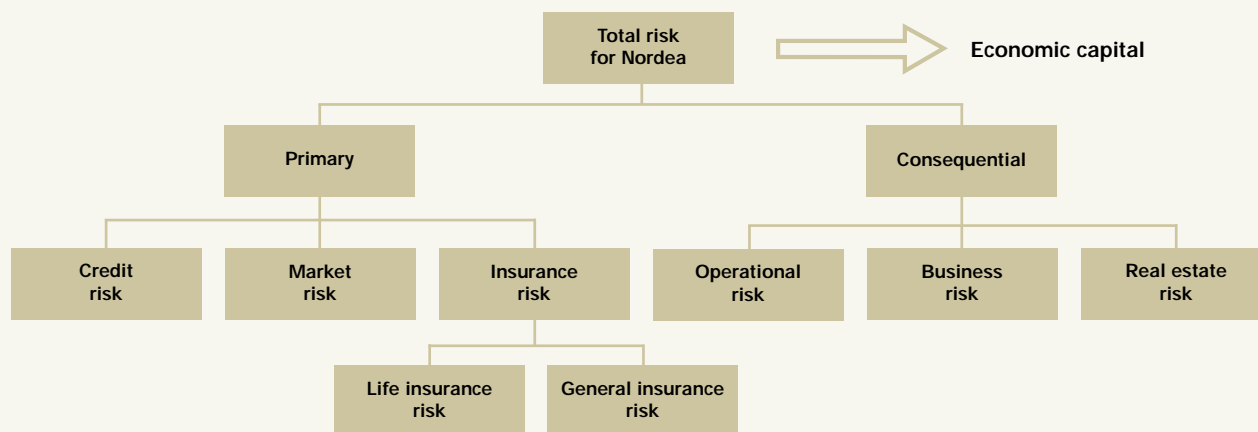 Total risk
for Nordea
Economic capital
Primary
Consequential
Credit
risk
Market
risk
Insurance
risk
Operational
risk
Business
risk
Real estate
risk
Life insurance
risk
General insurance
risk